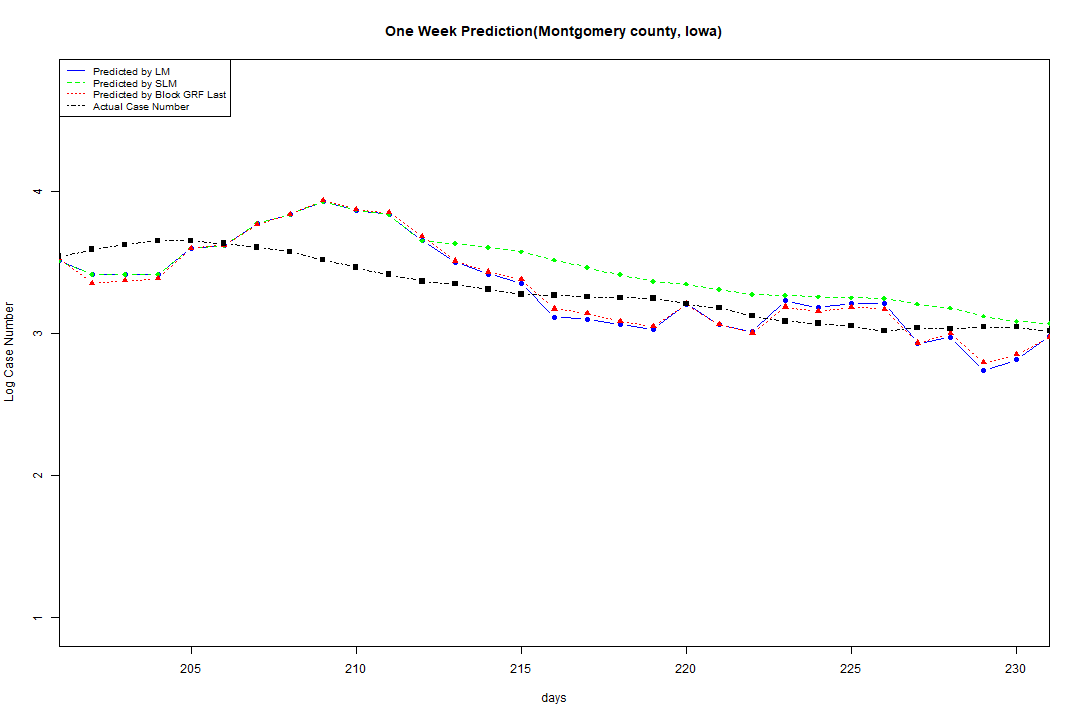 One Week Prediction(Montgomery county, Iowa)
Predicted by LM
Predicted by SLM
Predicted by Block GRF Last
Actual Case Number
4
3
2
1
Log Case Number
205 210 215 220 225 230
days